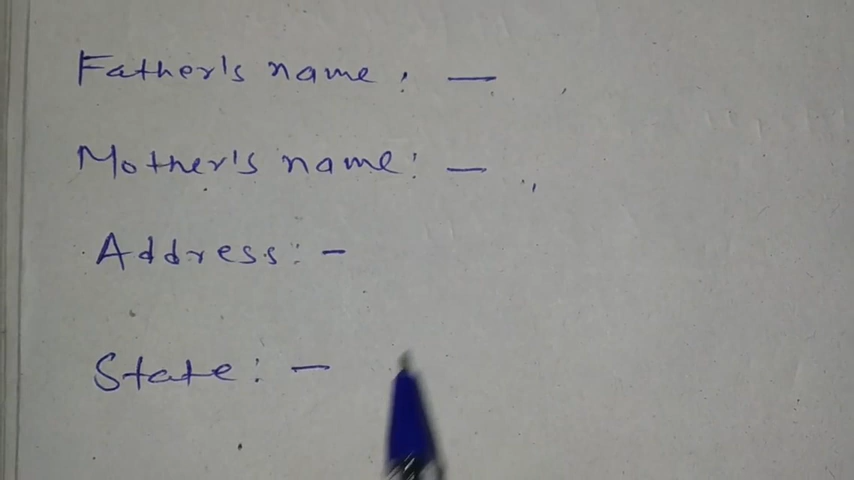 Father's name: —
Mother's name: —
Address: -
State: -